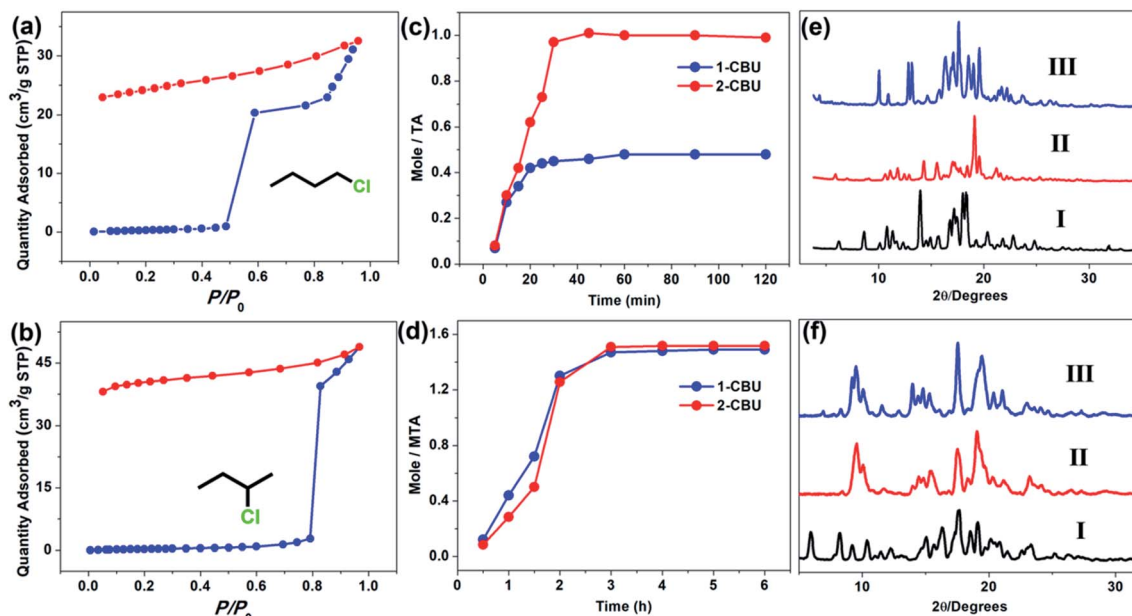 (a)
Quantity Adsorbed (cm³/g STP)
30
20
10
0
0.0 0.2 0.4 0.6 0.8 1.0
P/P₀
Cl
(c)
Mole / TA
1.0
0.8
0.6
0.4
0.2
0.0
0 20 40 60 80 100 120
Time (min)
1-CBU
2-CBU
(e)
III
II
I
10 20 30
2θ/Degrees
(b)
Quantity Adsorbed (cm³/g STP)
45
30
15
0
0.0 0.2 0.4 0.6 0.8 1.0
P/P₀
Cl
(d)
Mole / MTA
1.6
1.2
0.8
0.4
0.0
0 1 2 3 4 5 6
Time (h)
1-CBU
2-CBU
(f)
III
II
I
10 20 30
2θ/Degrees